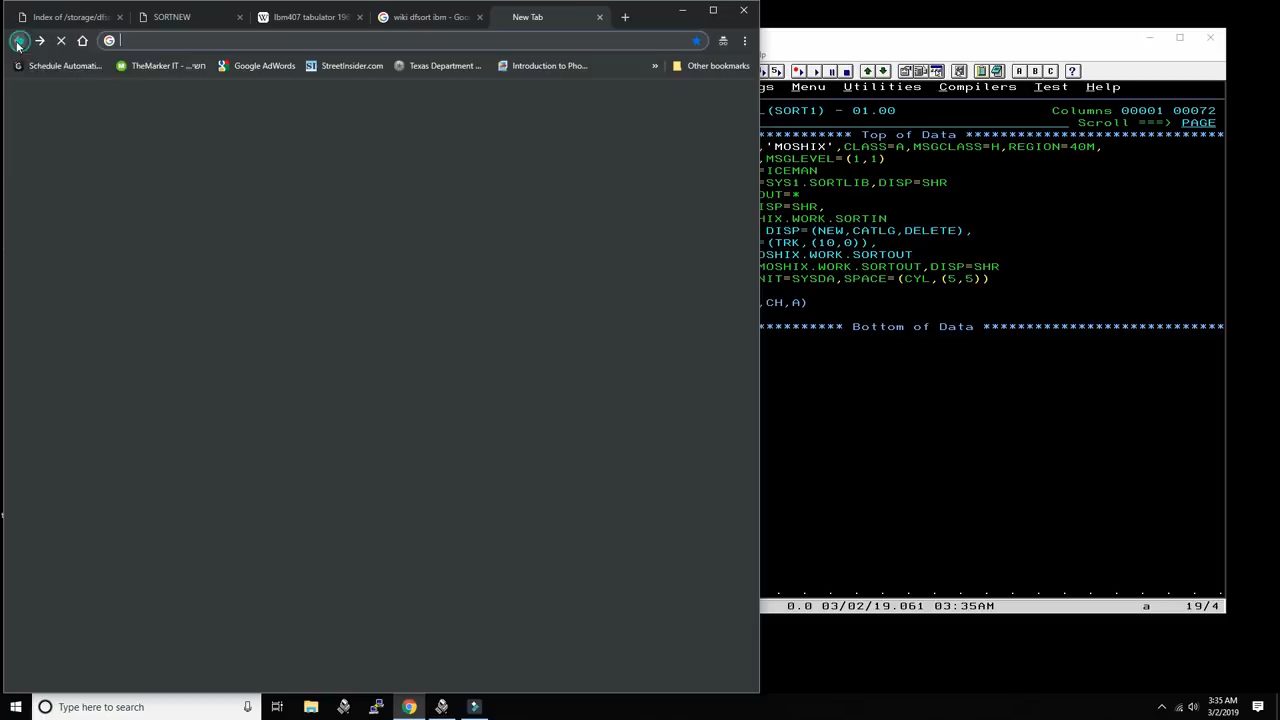 Index of /storage/dfs
SORTNEW
Ibm407 tabulator 196
wiki dfsort ibm - Goo
New Tab
Schedule Automati...
TheMarker IT - ...
Google AdWords
StreetInsider.com
Texas Department ...
Introduction to Pho...
»
Other bookmarks
lp
A B C ?
gs Menu Utilities Compilers Test Help
L(SORT1) - 01.00 Columns 00001 00072
Scroll ===> PAGE
*********** Top of Data ******************************
,'MOSHIX',CLASS=A,MSGCLASS=H,REGION=40M,
,MSGLEVEL=(1,1)
=ICEMAN
=SYS1.SORTLIB,DISP=SHR
OUT=*
ISP=SHR,
HIX.WORK.SORTIN
DISP=(NEW,CATLG,DELETE),
=(TRK,(10,0)),
OSHIX.WORK.SORTOUT
MOSHIX.WORK.SORTOUT,DISP=SHR
NIT=SYSDA,SPACE=(CYL,(5,5))
,CH,A)
********** Bottom of Data ****************************
0.0 03/02/19.061 03:35AM a 19/4
Type here to search
3:35 AM
3/2/2019